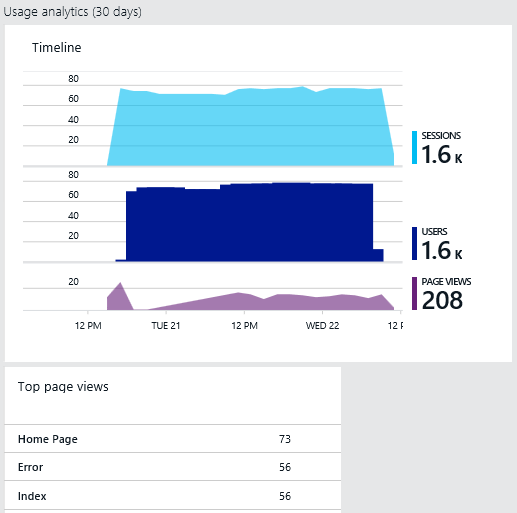 Usage analytics (30 days)
Timeline
80
60
40
20
SESSIONS
1.6 K
80
60
40
20
USERS
1.6 K
20
PAGE VIEWS
208
12 PM TUE 21 12 PM WED 22 12 P
Top page views
Home Page 73
Error 56
Index 56